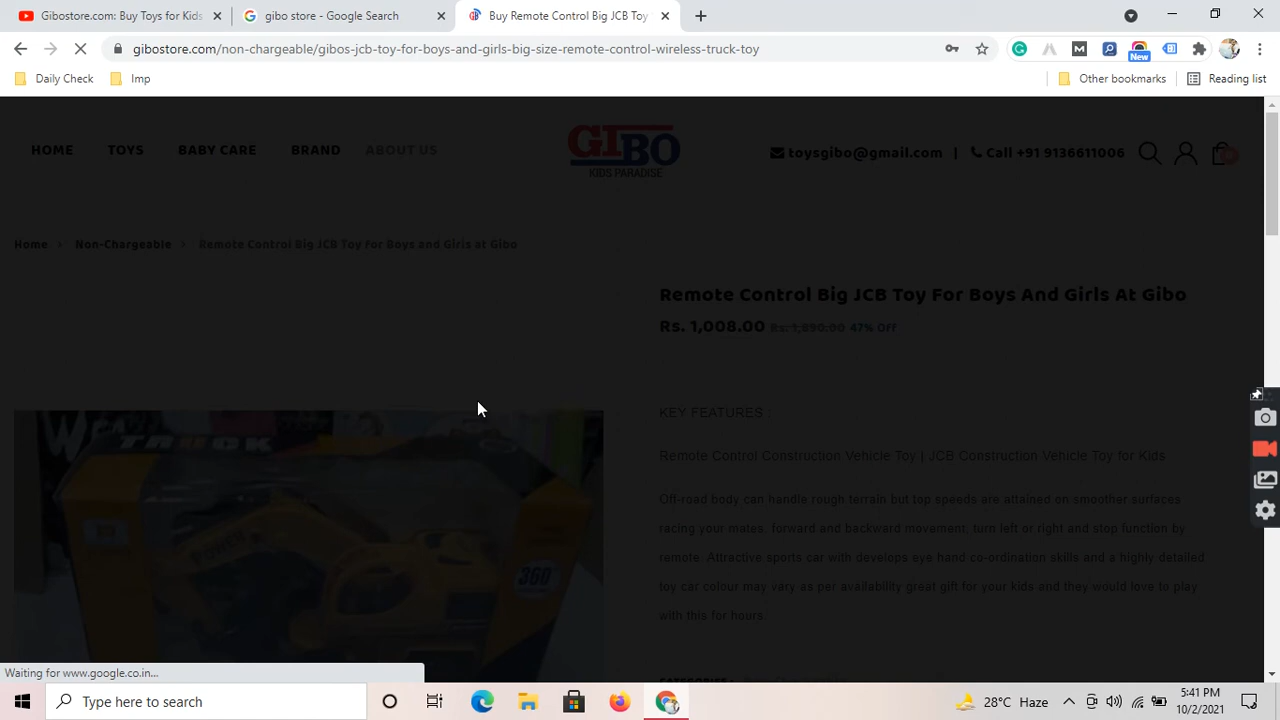 Gibostore.com: Buy Toys for Kids
gibo store - Google Search
Buy Remote Control Big JCB Toy
gibostore.com/non-chargeable/gibos-jcb-toy-for-boys-and-girls-big-size-remote-control-wireless-truck-toy
New
Daily Check
Imp
Other bookmarks
Reading list
HOME
TOYS
BABY CARE
BRAND
ABOUT US
GIBO
KIDS PARADISE
toysgibo@gmail.com | Call +91 9136611006
Home > Non-Chargeable > Remote Control Big JCB Toy for Boys and Girls at Gibo
Remote Control Big JCB Toy For Boys And Girls At Gibo
Rs. 1,008.00 Rs. 1,890.00 47% Off
KEY FEATURES :
Remote Control Construction Vehicle Toy | JCB Construction Vehicle Toy for Kids
Off-road body can handle rough terrain but top speeds are attained on smoother surfaces
racing your mates. forward and backward movement, turn left or right and stop function by
remote. Attractive sports car with develops eye hand co-ordination skills and a highly detailed
toy car colour may vary as per availability great gift for your kids and they would love to play
with this for hours.
TRUCK
360
CATEGORIES :
Waiting for www.google.co.in...
Type here to search
28°C Haze
5:41 PM
10/2/2021